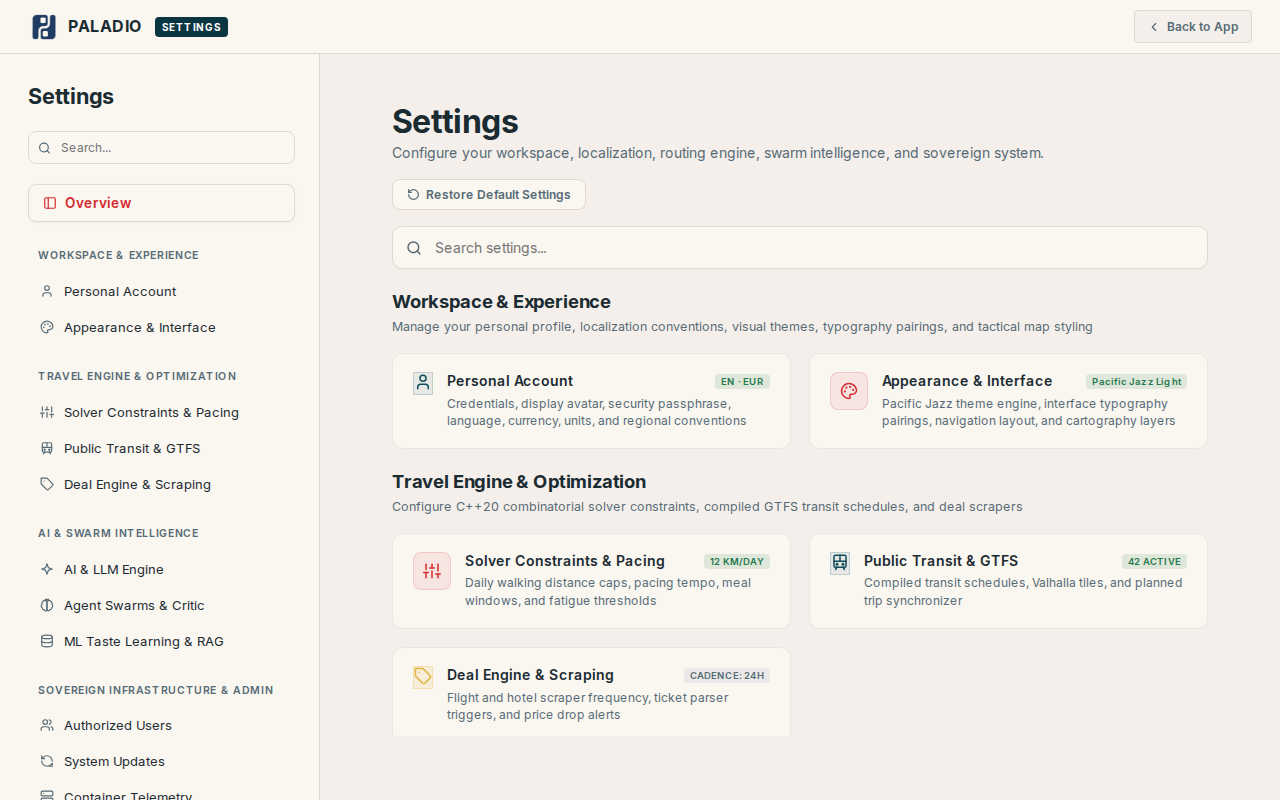 PALADIO
SETTINGS
Back to App
Settings
Search...
Overview
WORKSPACE & EXPERIENCE
Personal Account
Appearance & Interface
TRAVEL ENGINE & OPTIMIZATION
Solver Constraints & Pacing
Public Transit & GTFS
Deal Engine & Scraping
AI & SWARM INTELLIGENCE
AI & LLM Engine
Agent Swarms & Critic
ML Taste Learning & RAG
SOVEREIGN INFRASTRUCTURE & ADMIN
Authorized Users
System Updates
Container Telemetry
Settings
Configure your workspace, localization, routing engine, swarm intelligence, and sovereign system.
Restore Default Settings
Search settings...
Workspace & Experience
Manage your personal profile, localization conventions, visual themes, typography pairings, and tactical map styling
Personal Account
EN · EUR
Credentials, display avatar, security passphrase,
language, currency, units, and regional conventions
Appearance & Interface
Pacific Jazz Light
Pacific Jazz theme engine, interface typography
pairings, navigation layout, and cartography layers
Travel Engine & Optimization
Configure C++20 combinatorial solver constraints, compiled GTFS transit schedules, and deal scrapers
Solver Constraints & Pacing
12 KM/DAY
Daily walking distance caps, pacing tempo, meal
windows, and fatigue thresholds
Public Transit & GTFS
42 ACTIVE
Compiled transit schedules, Valhalla tiles, and planned
trip synchronizer
Deal Engine & Scraping
CADENCE: 24H
Flight and hotel scraper frequency, ticket parser
triggers, and price drop alerts